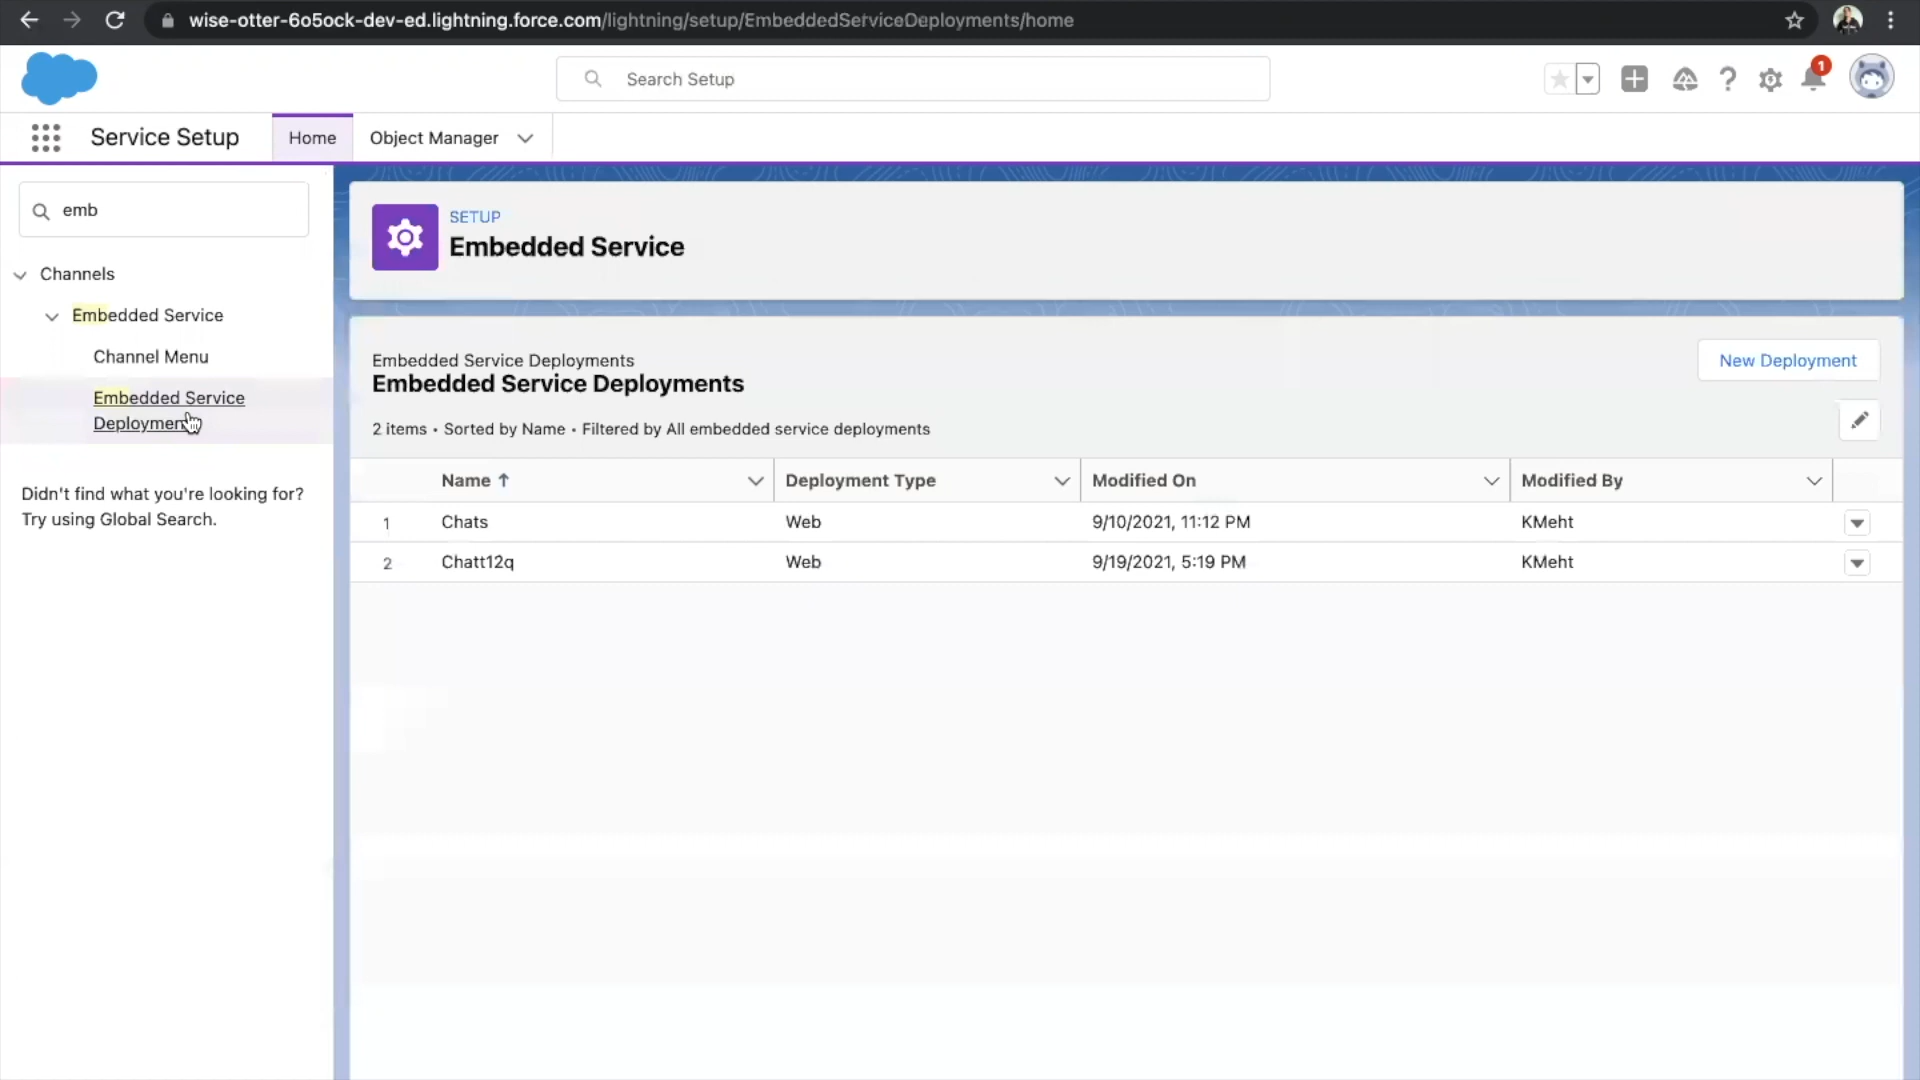 wise-otter-6o5ock-dev-ed.lightning.force.com/lightning/setup/EmbeddedServiceDeployments/home
Search Setup
1
Service Setup
Home
Object Manager
emb
Channels
Embedded Service
Channel Menu
Embedded Service
Deployments
Didn't find what you're looking for?
Try using Global Search.
SETUP
Embedded Service
Embedded Service Deployments
Embedded Service Deployments
New Deployment
2 items • Sorted by Name • Filtered by All embedded service deployments
Name Deployment Type Modified On Modified By
1 Chats Web 9/10/2021, 11:12 PM KMeht
2 Chatt12q Web 9/19/2021, 5:19 PM KMeht